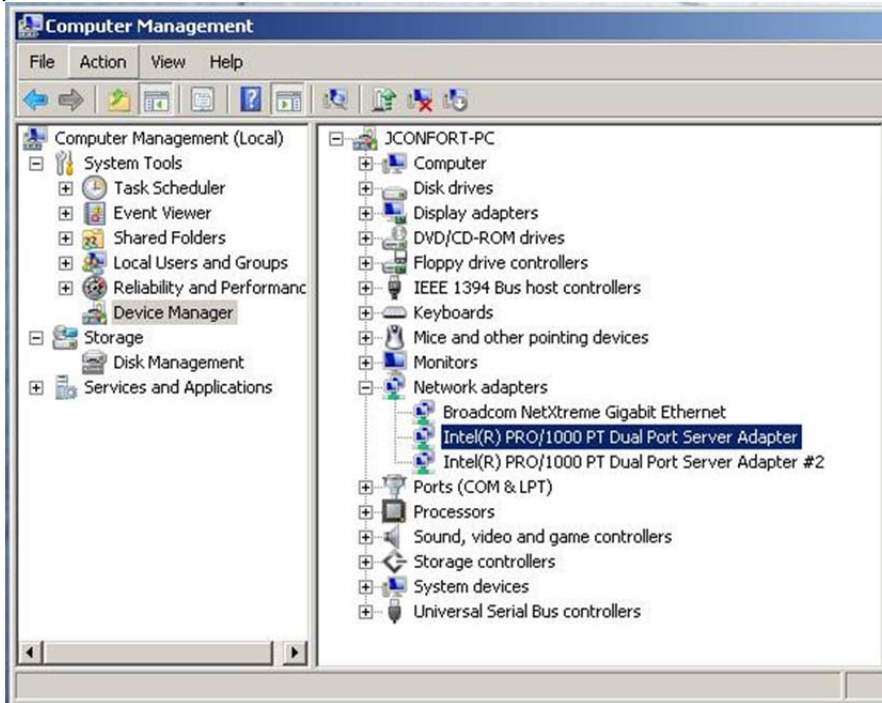 Computer Management
File Action View Help
Computer Management (Local)
System Tools
Task Scheduler
Event Viewer
Shared Folders
Local Users and Groups
Reliability and Performanc
Device Manager
Storage
Disk Management
Services and Applications
JCONFORT-PC
Computer
Disk drives
Display adapters
DVD/CD-ROM drives
Floppy drive controllers
IEEE 1394 Bus host controllers
Keyboards
Mice and other pointing devices
Monitors
Network adapters
Broadcom NetXtreme Gigabit Ethernet
Intel(R) PRO/1000 PT Dual Port Server Adapter
Intel(R) PRO/1000 PT Dual Port Server Adapter #2
Ports (COM & LPT)
Processors
Sound, video and game controllers
Storage controllers
System devices
Universal Serial Bus controllers